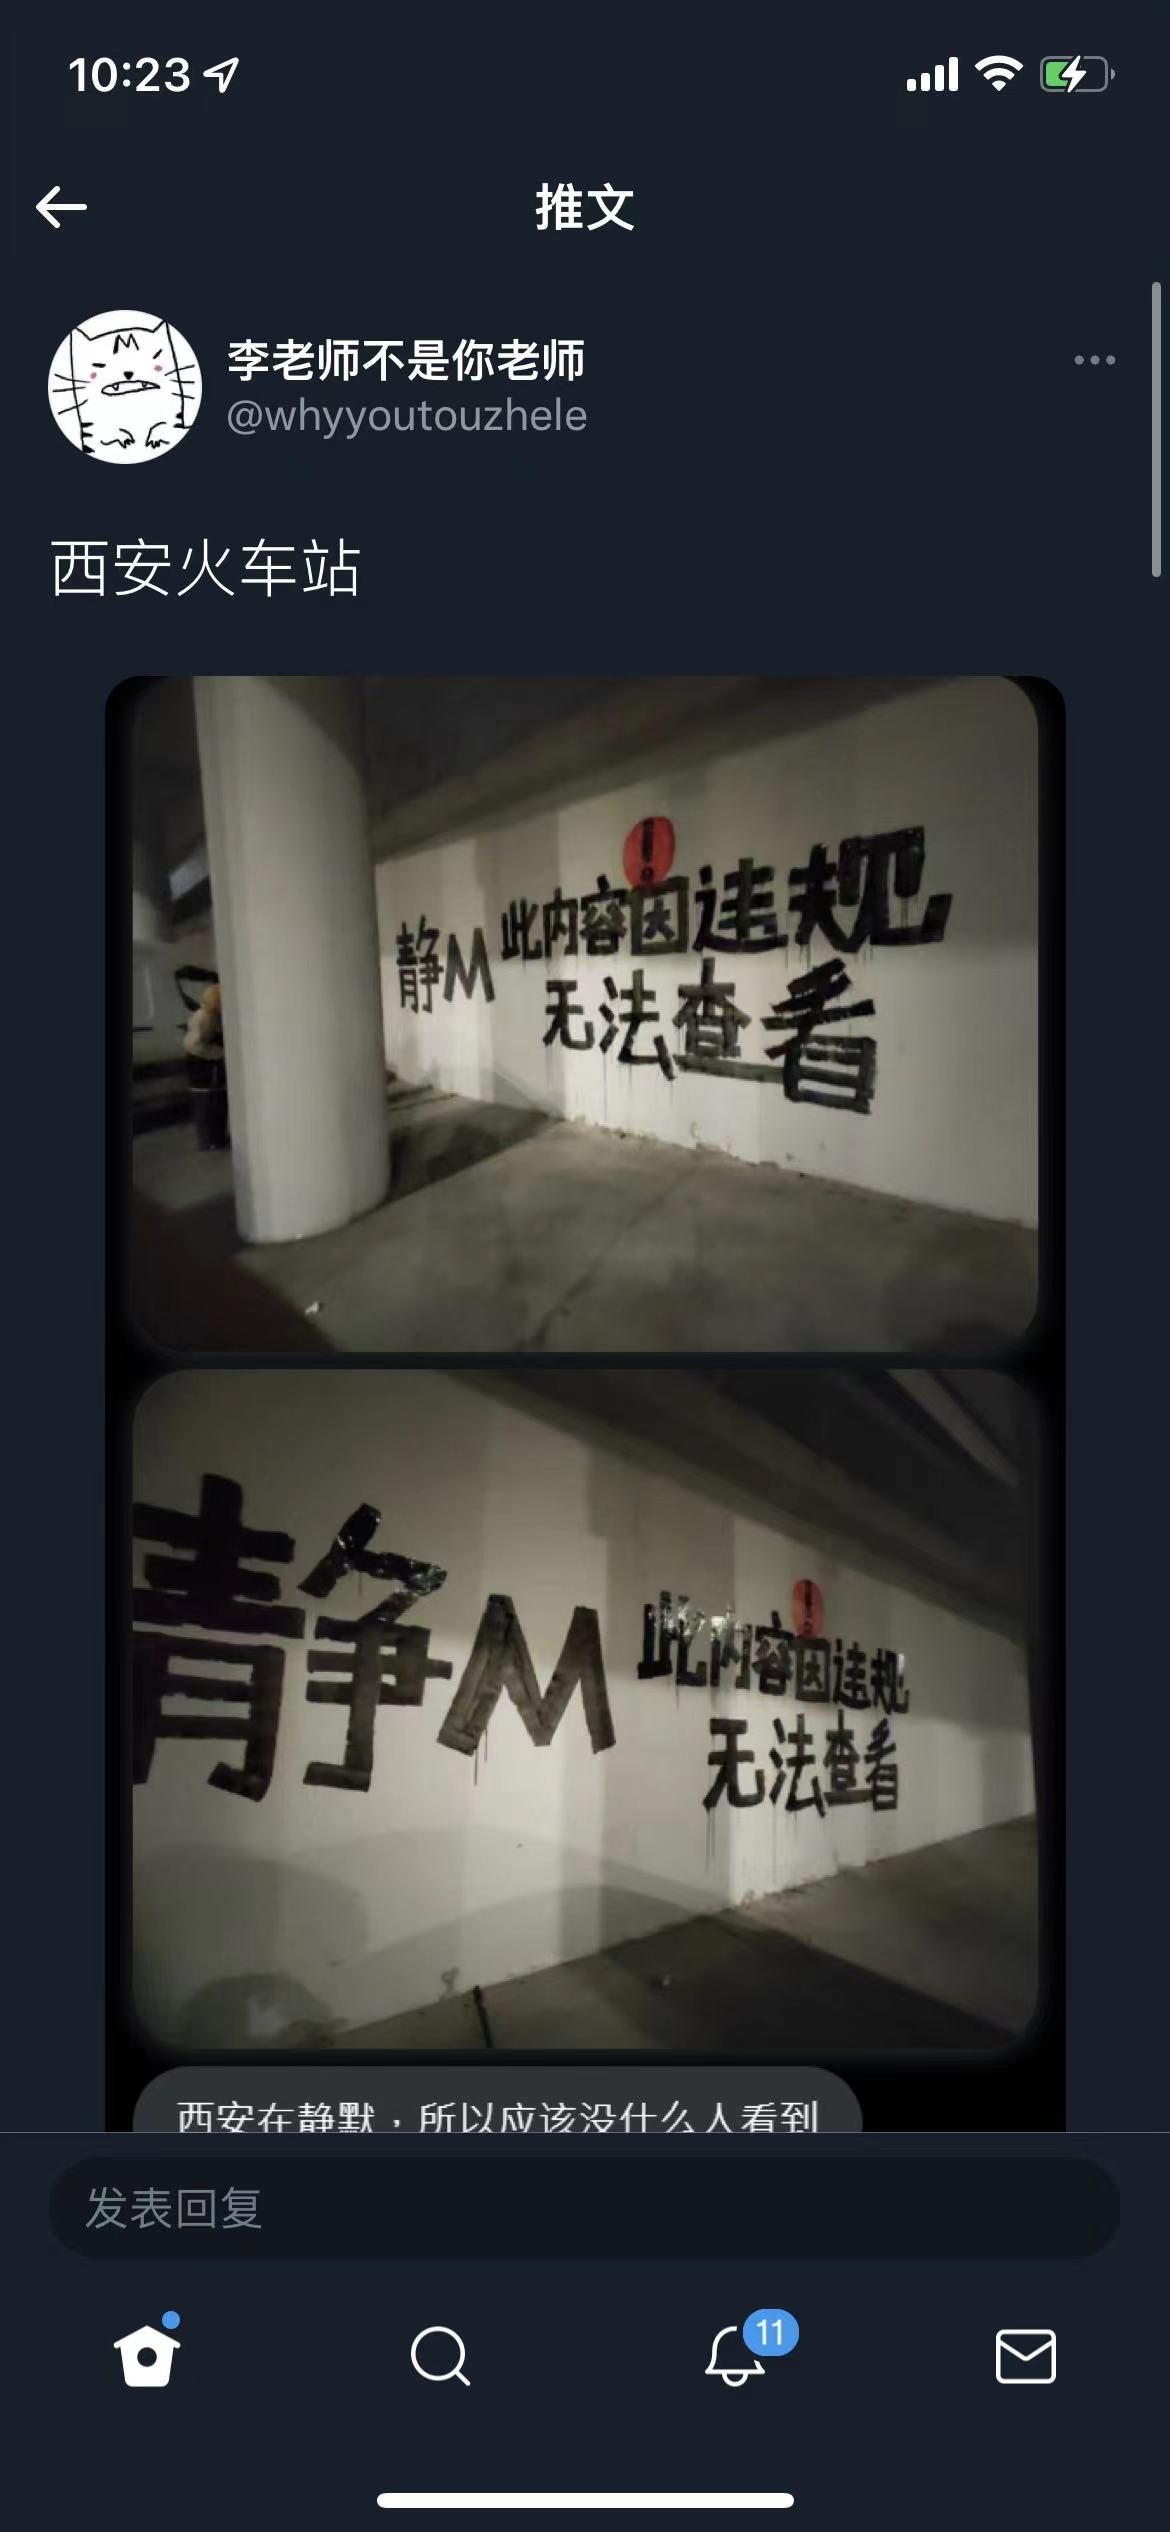 10:23
推文
李老师不是你老师
@whyyoutouzhele
西安火车站
静M
!
此内容因违规
无法查看
静M
!
此内容因违规
无法查看
西安在静默，所以应该没什么人看到
发表回复
11